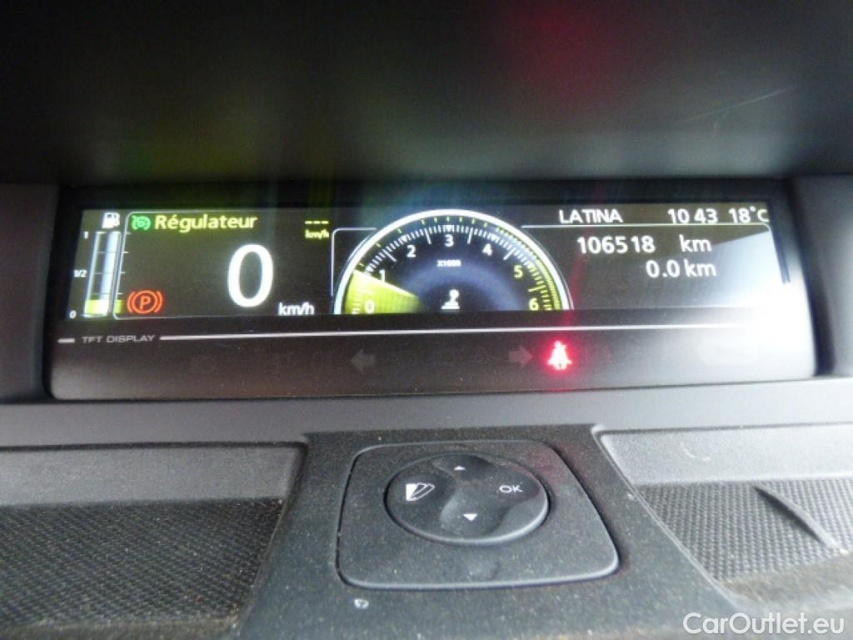 Régulateur
---
km/h
LATINA 10 43 18°C
1
1/2
0
P
0
km/h
0 1 2 3 4 5 6
X1000
106518 km
0.0 km
TFT DISPLAY
OK
CarOutlet.eu